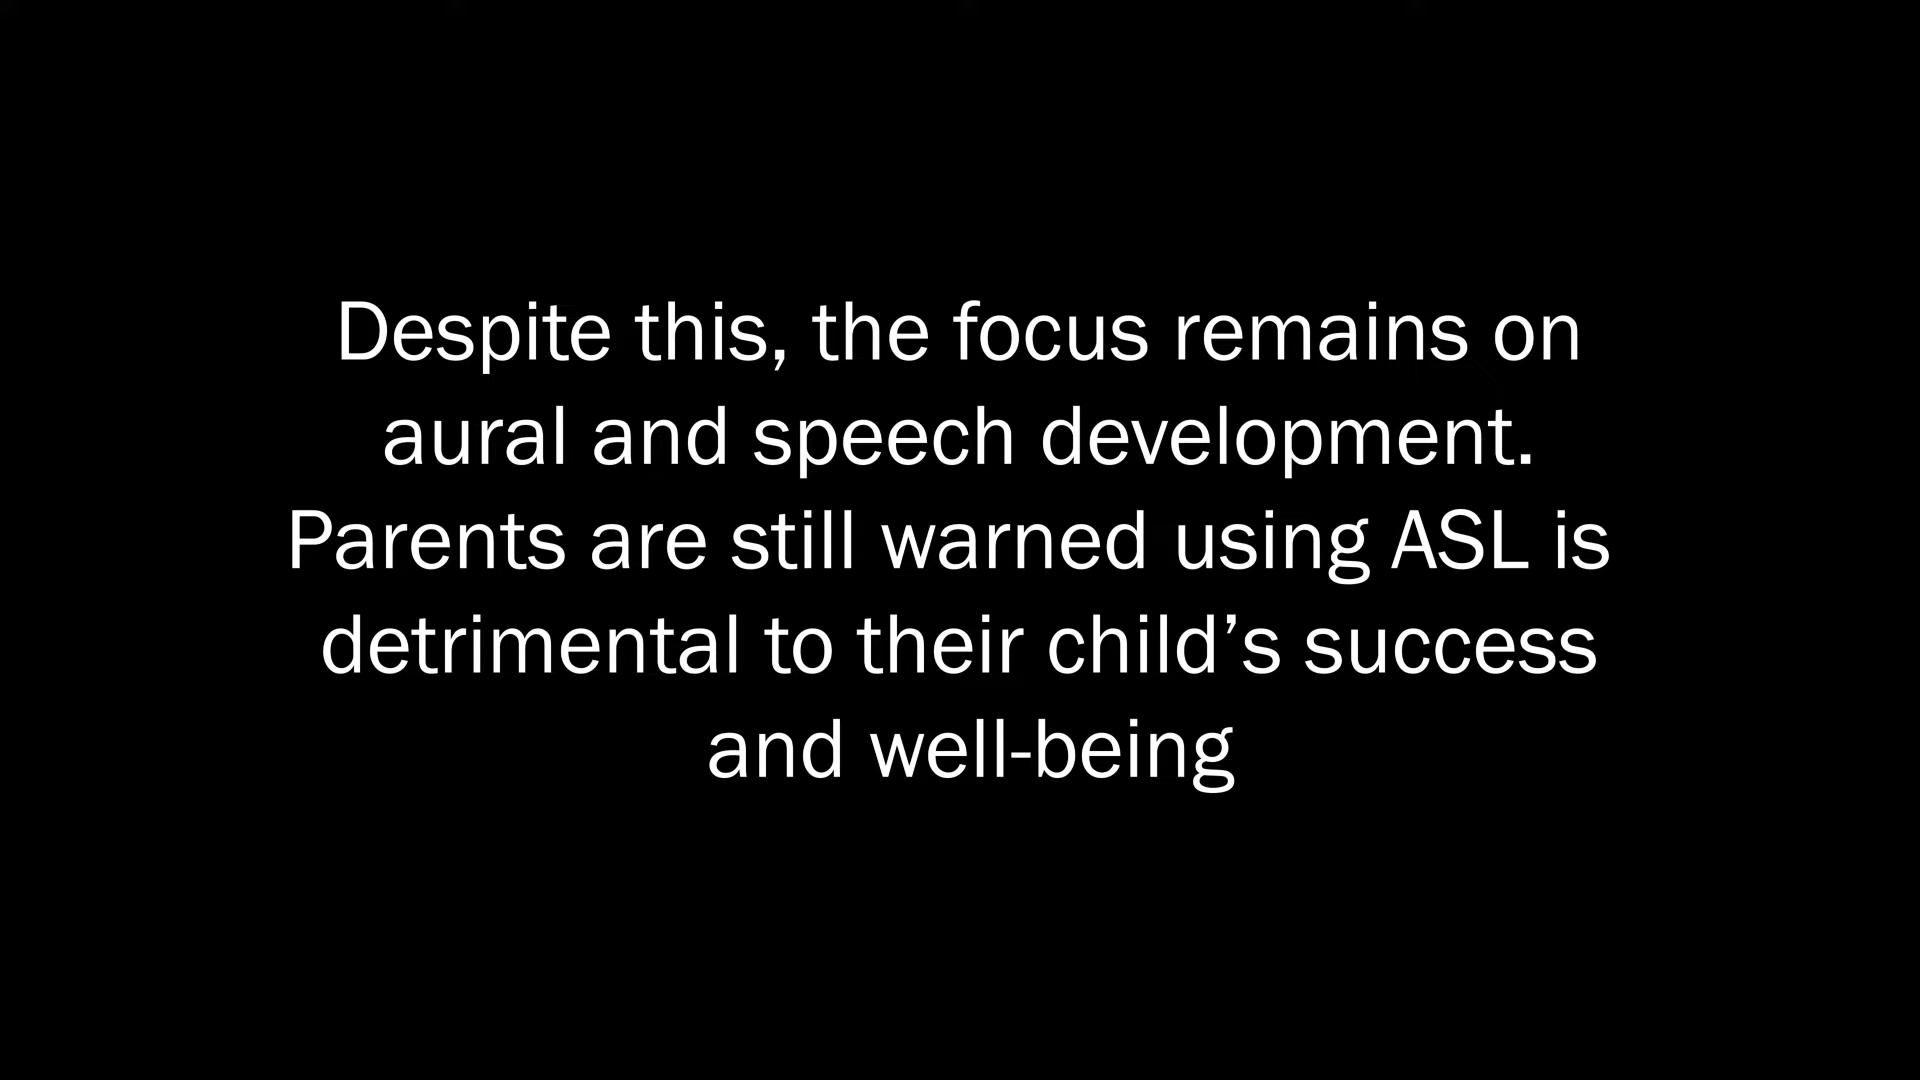 Despite this, the focus remains on
aural and speech development.
Parents are still warned using ASL is
detrimental to their child’s success
and well-being